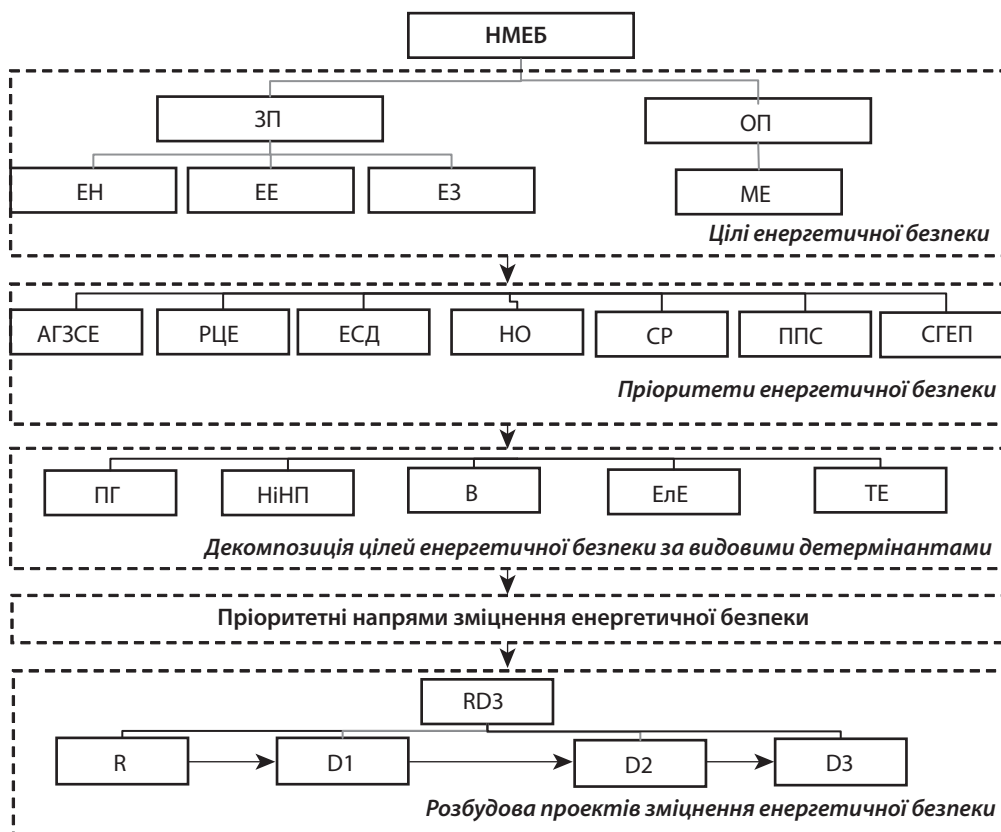 НМЕБ
ЗП
ОП
ЕН
ЕЕ
ЕЗ
МЕ
Цілі енергетичної безпеки
АГЗСЕ
РЦЕ
ЕСД
НО
СР
ППС
СГЕП
Пріоритети енергетичної безпеки
ПГ
НіНП
В
ЕлЕ
ТЕ
Декомпозиція цілей енергетичної безпеки за видовими детермінантами
Пріоритетні напрями зміцнення енергетичної безпеки
RD3
R
D1
D2
D3
Розбудова проектів зміцнення енергетичної безпеки